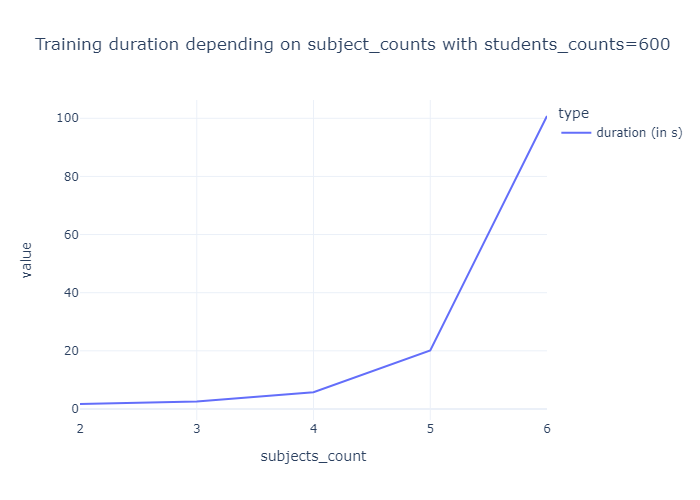 Training duration depending on subject_counts with students_counts=600
type
duration (in s)
value
100
80
60
40
20
0
2 3 4 5 6
subjects_count